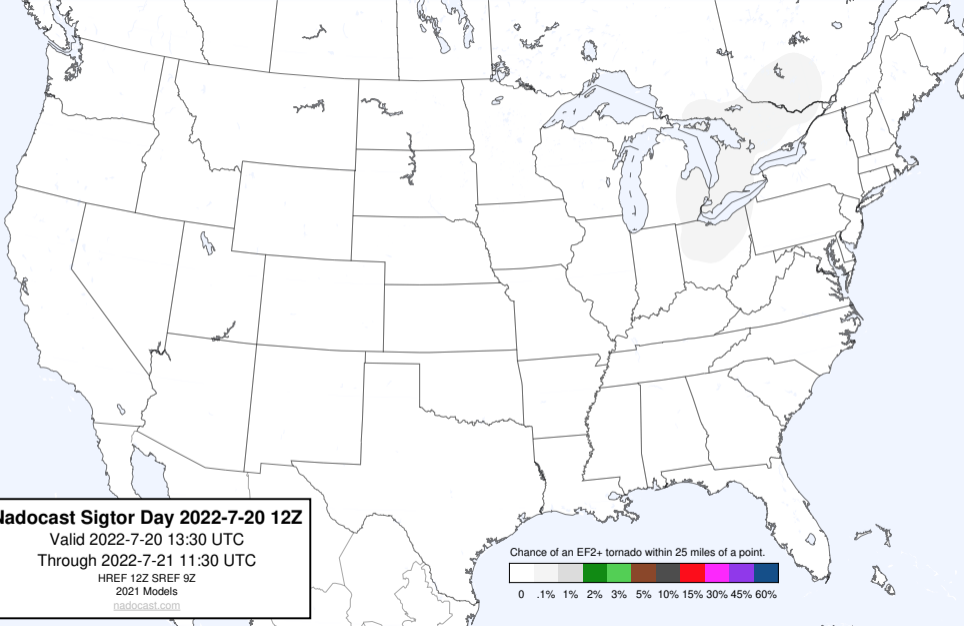 Nadocast Sigtor Day 2022-7-20 12Z
Valid 2022-7-20 13:30 UTC
Through 2022-7-21 11:30 UTC
HREF 12Z SREF 9Z
2021 Models
nadocast.com
Chance of an EF2+ tornado within 25 miles of a point.
0 .1% 1% 2% 3% 5% 10% 15% 30% 45% 60%